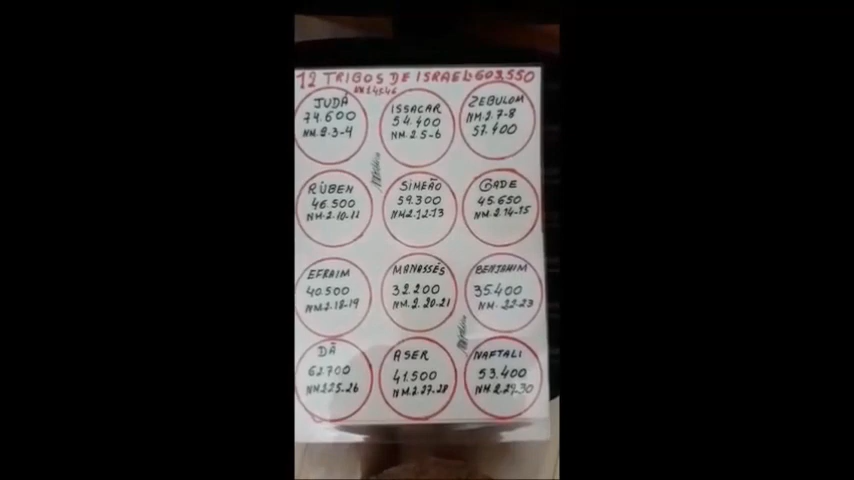 12 TRIBOS DE ISRAEL: 603.550
NM 1.45-46
JUDÁ
74.600
NM. 2.3-4
ISSACAR
54.400
NM. 2.5-6
ZEBULOM
NM. 2.7-8
57.400
RÚBEN
46.500
NM. 2.10-11
SIMEÃO
59.300
NM 2.12-13
GADE
45.650
NM. 2.14-15
EFRAIM
40.500
NM. 2.18-19
MANASSÉS
32.200
NM. 2.20-21
BENJAMIM
35.400
NM. 22-23
DÃ
62.700
NM. 2.25-26
ASER
41.500
NM. 2.27-28
NAFTALI
53.400
NM. 2.29.30